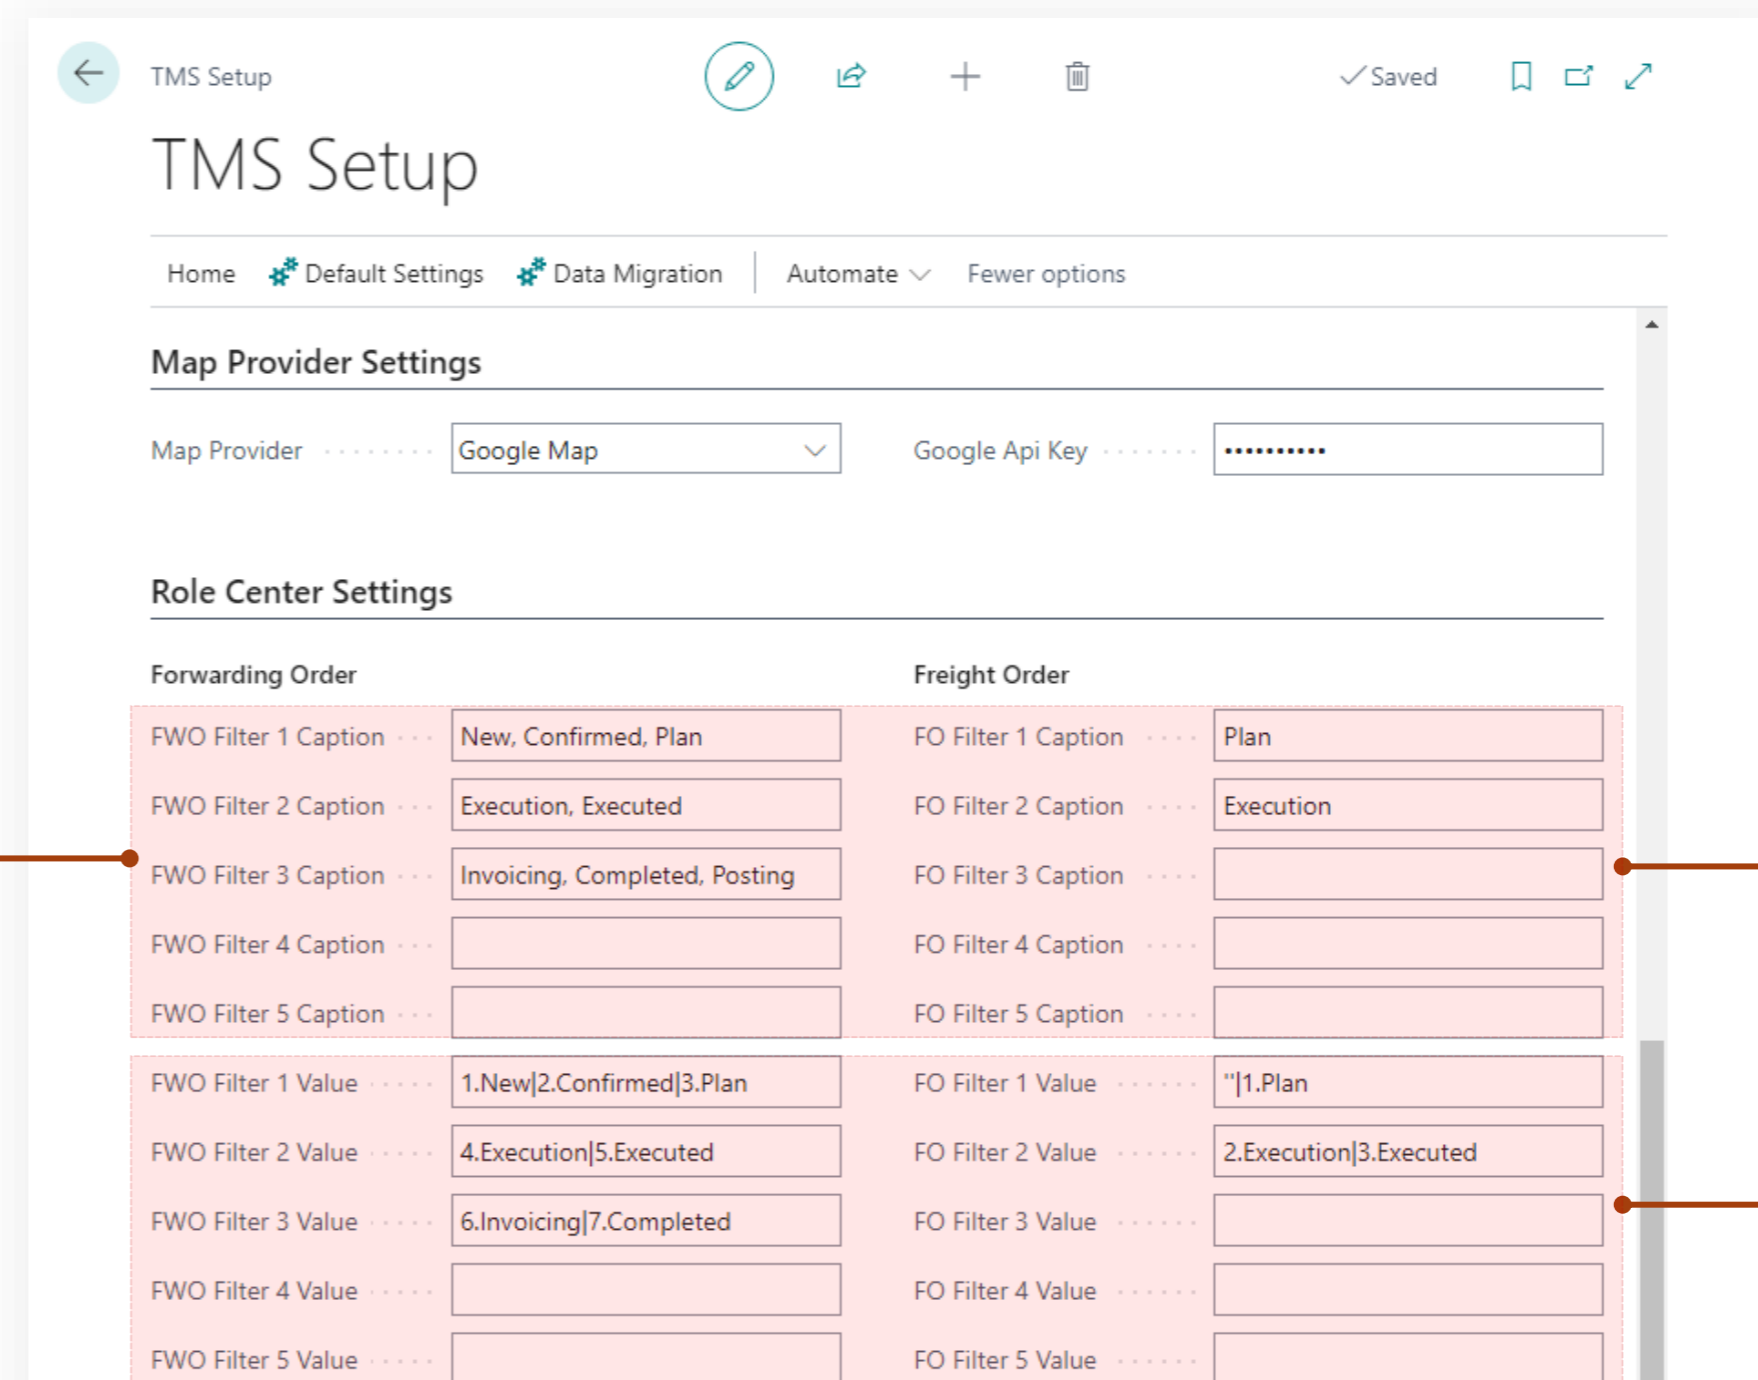 TMS Setup
Saved
TMS Setup
Home Default Settings Data Migration Automate Fewer options
Map Provider Settings
Map Provider Google Map Google Api Key ••••••••••
Role Center Settings
Forwarding Order Freight Order
FWO Filter 1 Caption New, Confirmed, Plan FO Filter 1 Caption Plan
FWO Filter 2 Caption Execution, Executed FO Filter 2 Caption Execution
FWO Filter 3 Caption Invoicing, Completed, Posting FO Filter 3 Caption
FWO Filter 4 Caption FO Filter 4 Caption
FWO Filter 5 Caption FO Filter 5 Caption
FWO Filter 1 Value 1.New|2.Confirmed|3.Plan FO Filter 1 Value ''|1.Plan
FWO Filter 2 Value 4.Execution|5.Executed FO Filter 2 Value 2.Execution|3.Executed
FWO Filter 3 Value 6.Invoicing|7.Completed FO Filter 3 Value
FWO Filter 4 Value FO Filter 4 Value
FWO Filter 5 Value FO Filter 5 Value